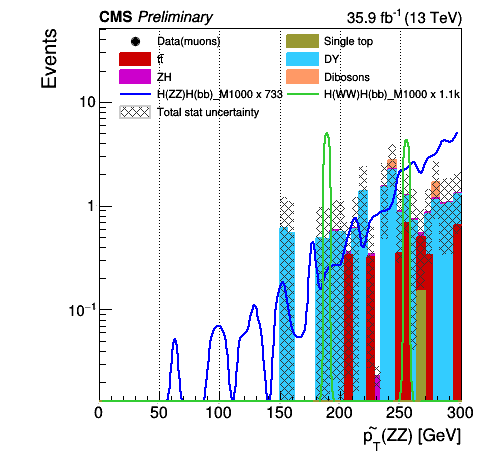 CMS Preliminary 35.9 fb⁻¹ (13 TeV)
Events
Data(muons) Single top
tt̄ DY
ZH Dibosons
H(ZZ)H(bb)_M1000 x 733 H(WW)H(bb)_M1000 x 1.1k
Total stat uncertainty
10
1
10⁻¹
0 50 100 150 200 250 300
p̃_T(ZZ) [GeV]